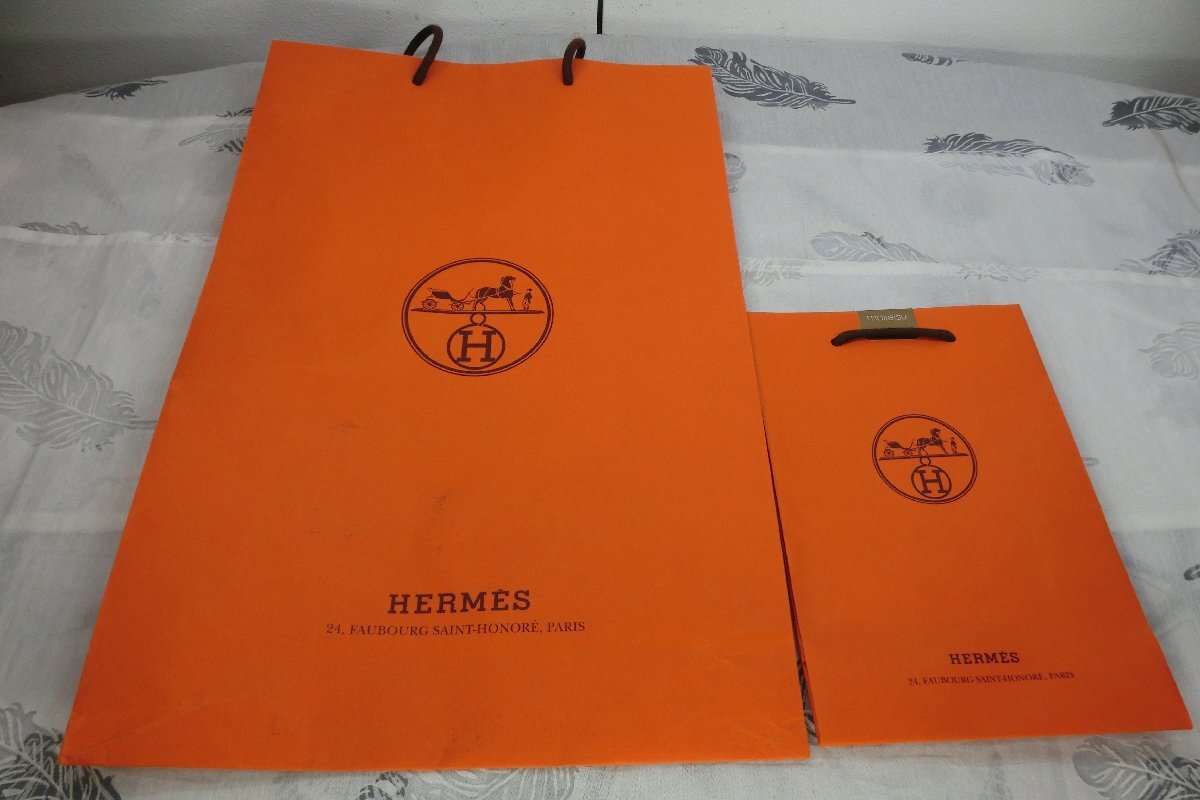 H
HERMÈS
24, FAUBOURG SAINT-HONORÉ, PARIS
H
HERMÈS
24, FAUBOURG SAINT-HONORÉ, PARIS